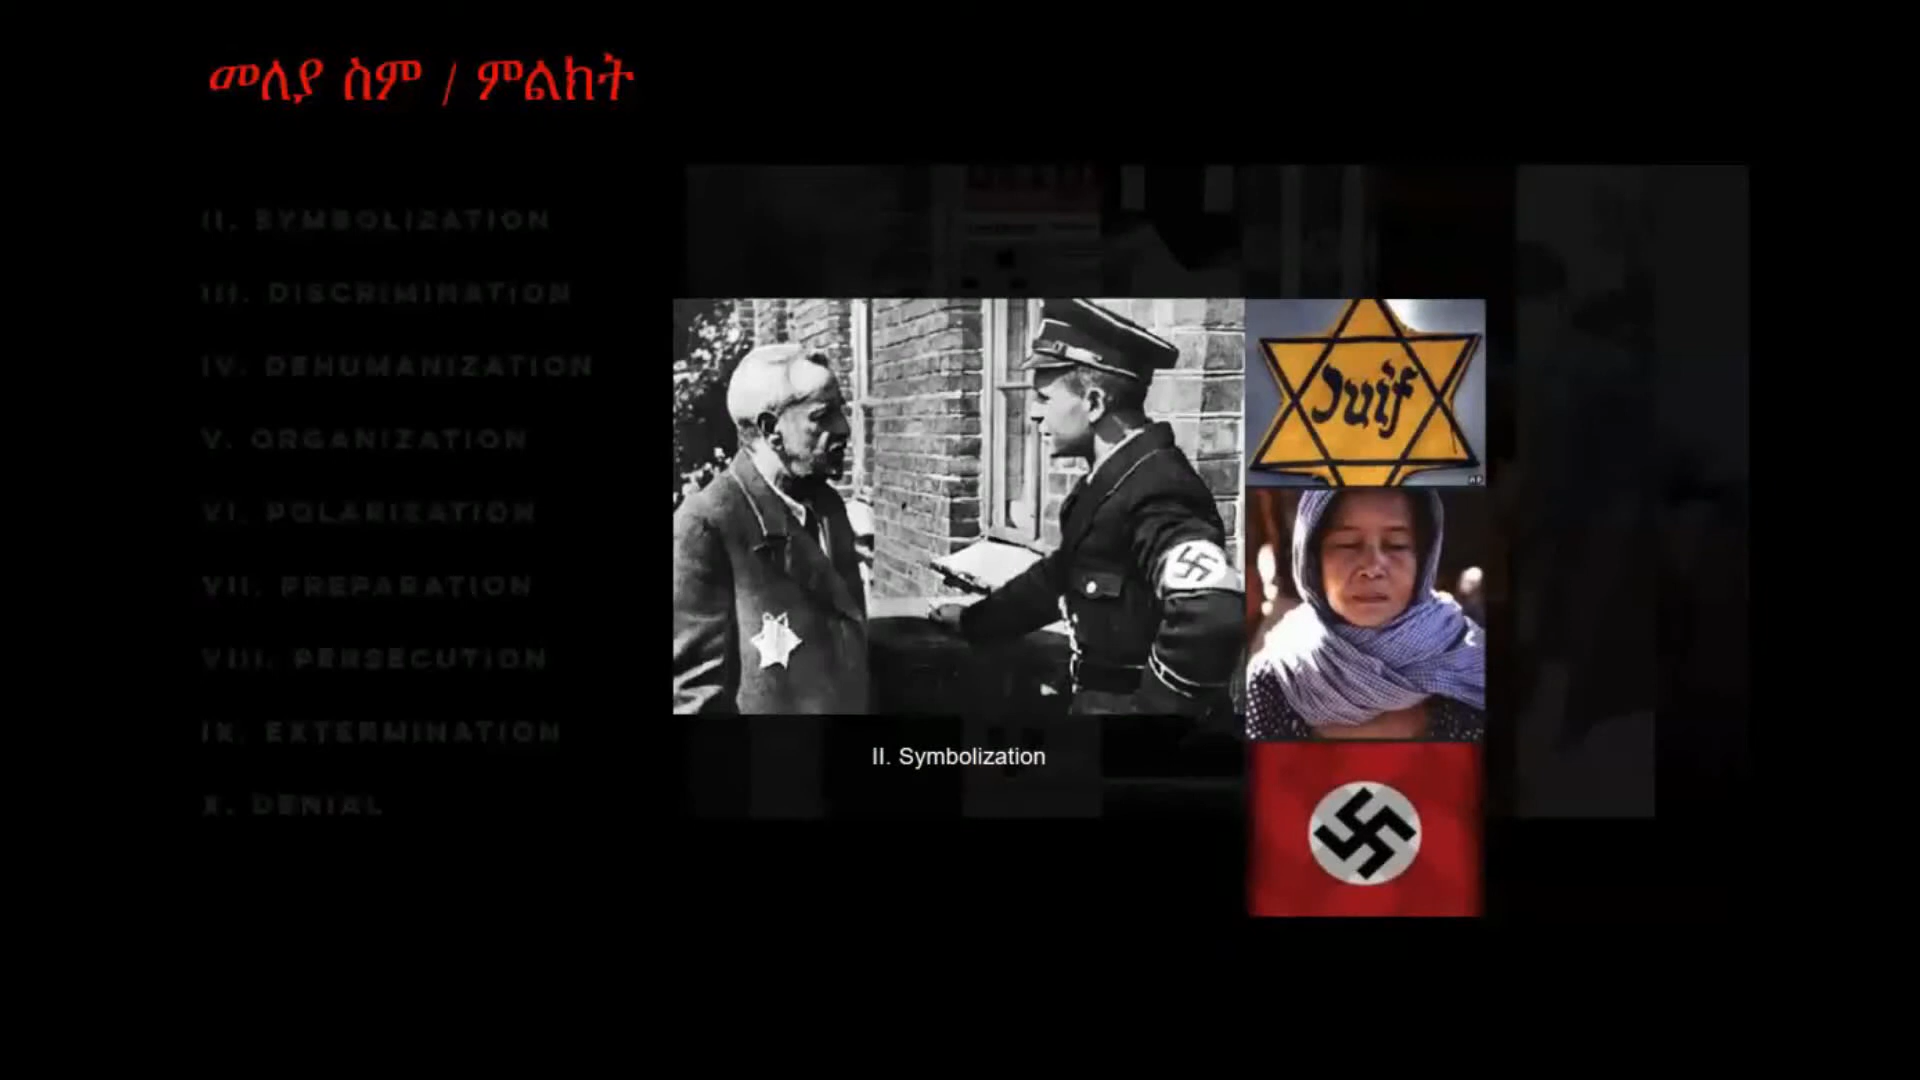 መለያ ስም / ምልክት
II. SYMBOLIZATION
III. DISCRIMINATION
IV. DEHUMANIZATION
V. ORGANIZATION
VI. POLARIZATION
VII. PREPARATION
VIII. PERSECUTION
IX. EXTERMINATION
X. DENIAL
Juif
AP
II. Symbolization